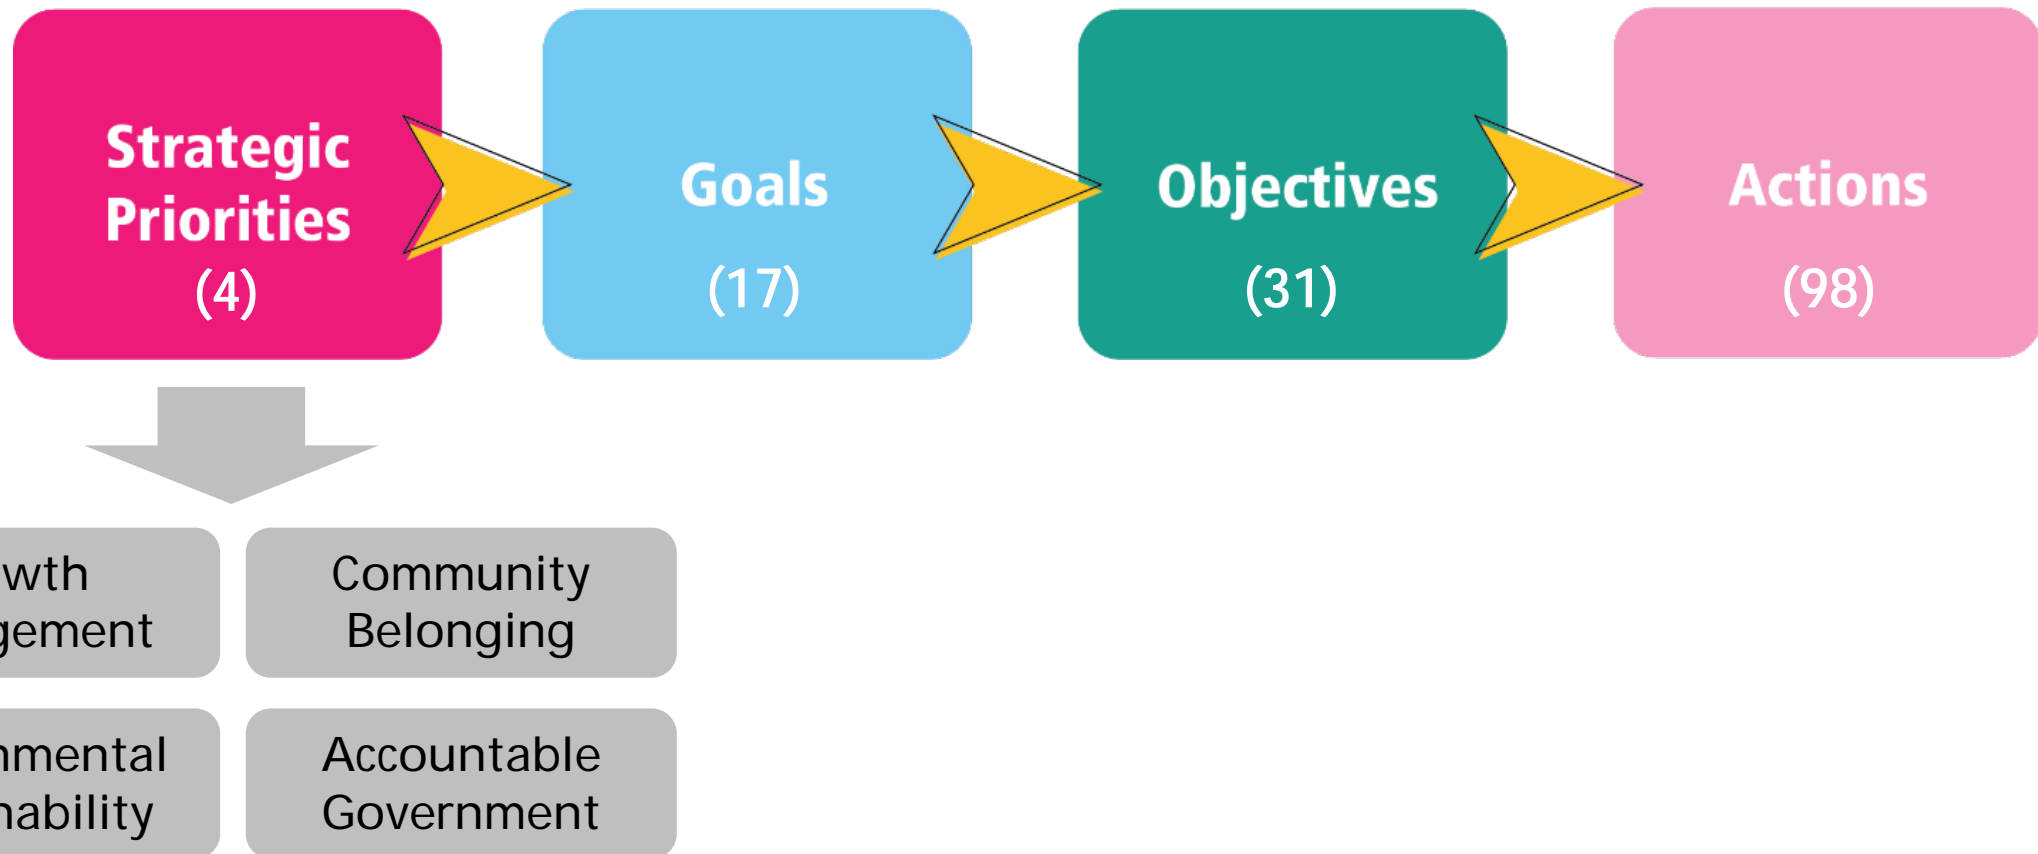 Strategic
Priorities
(4)
Goals
(17)
Objectives
(31)
Actions
(98)
wth
gement
Community
Belonging
nmental
nability
Accountable
Government